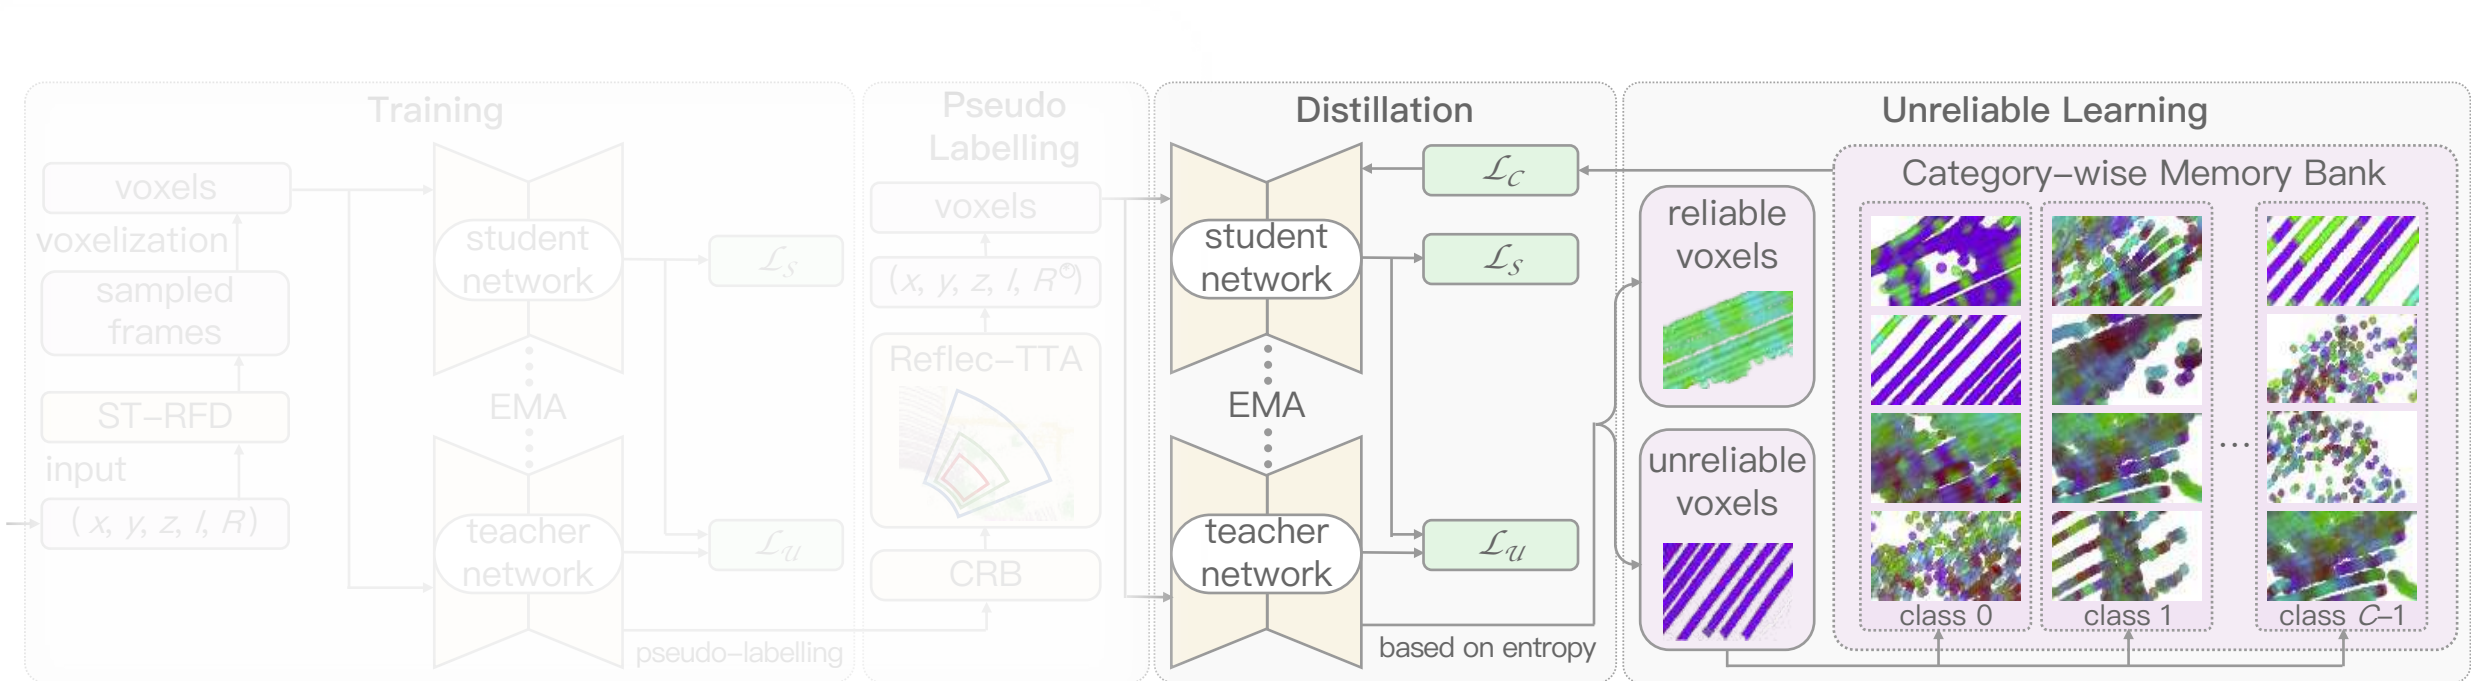 Training
voxels
voxelization
sampled
frames
ST-RFD
input
(x, y, z, I, R)
student
network
EMA
teacher
network
ℒ𝒮
ℒ𝒰
pseudo-labelling
Pseudo
Labelling
voxels
(x, y, z, I, R°)
Reflec-TTA
CRB
Distillation
student
network
EMA
teacher
network
ℒ𝒞
ℒ𝒮
ℒ𝒰
based on entropy
Unreliable Learning
reliable
voxels
unreliable
voxels
Category-wise Memory Bank
class 0
class 1
...
class C-1